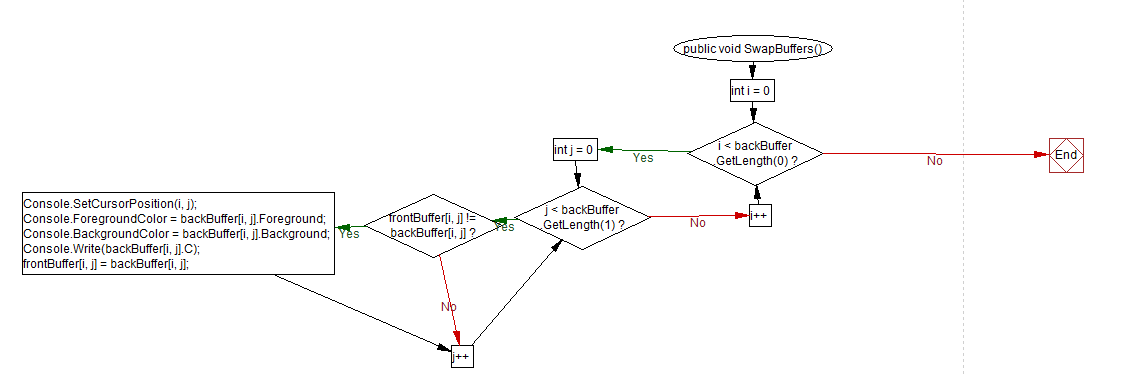 public void SwapBuffers()
int i = 0
i < backBuffer
GetLength(0) ?
No
End
Yes
int j = 0
j < backBuffer
GetLength(1) ?
No
i++
Yes
frontBuffer[i, j] !=
backBuffer[i, j] ?
Yes
Console.SetCursorPosition(i, j);
Console.ForegroundColor = backBuffer[i, j].Foreground;
Console.BackgroundColor = backBuffer[i, j].Background;
Console.Write(backBuffer[i, j].C);
frontBuffer[i, j] = backBuffer[i, j];
No
j++